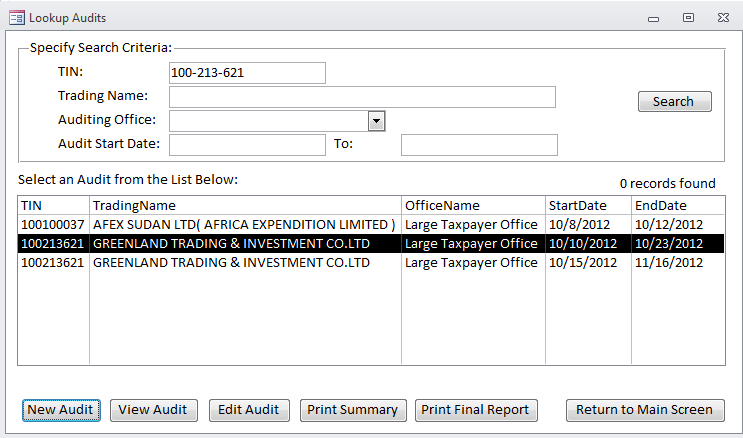 Lookup Audits
Specify Search Criteria:
TIN: 100-213-621
Trading Name:
Search
Auditing Office:
Audit Start Date: To:
Select an Audit from the List Below: 0 records found
TIN TradingName OfficeName StartDate EndDate
100100037 AFEX SUDAN LTD( AFRICA EXPENDITION LIMITED ) Large Taxpayer Office 10/8/2012 10/12/2012
100213621 GREENLAND TRADING & INVESTMENT CO.LTD Large Taxpayer Office 10/10/2012 10/23/2012
100213621 GREENLAND TRADING & INVESTMENT CO.LTD Large Taxpayer Office 10/15/2012 11/16/2012
New Audit View Audit Edit Audit Print Summary Print Final Report Return to Main Screen